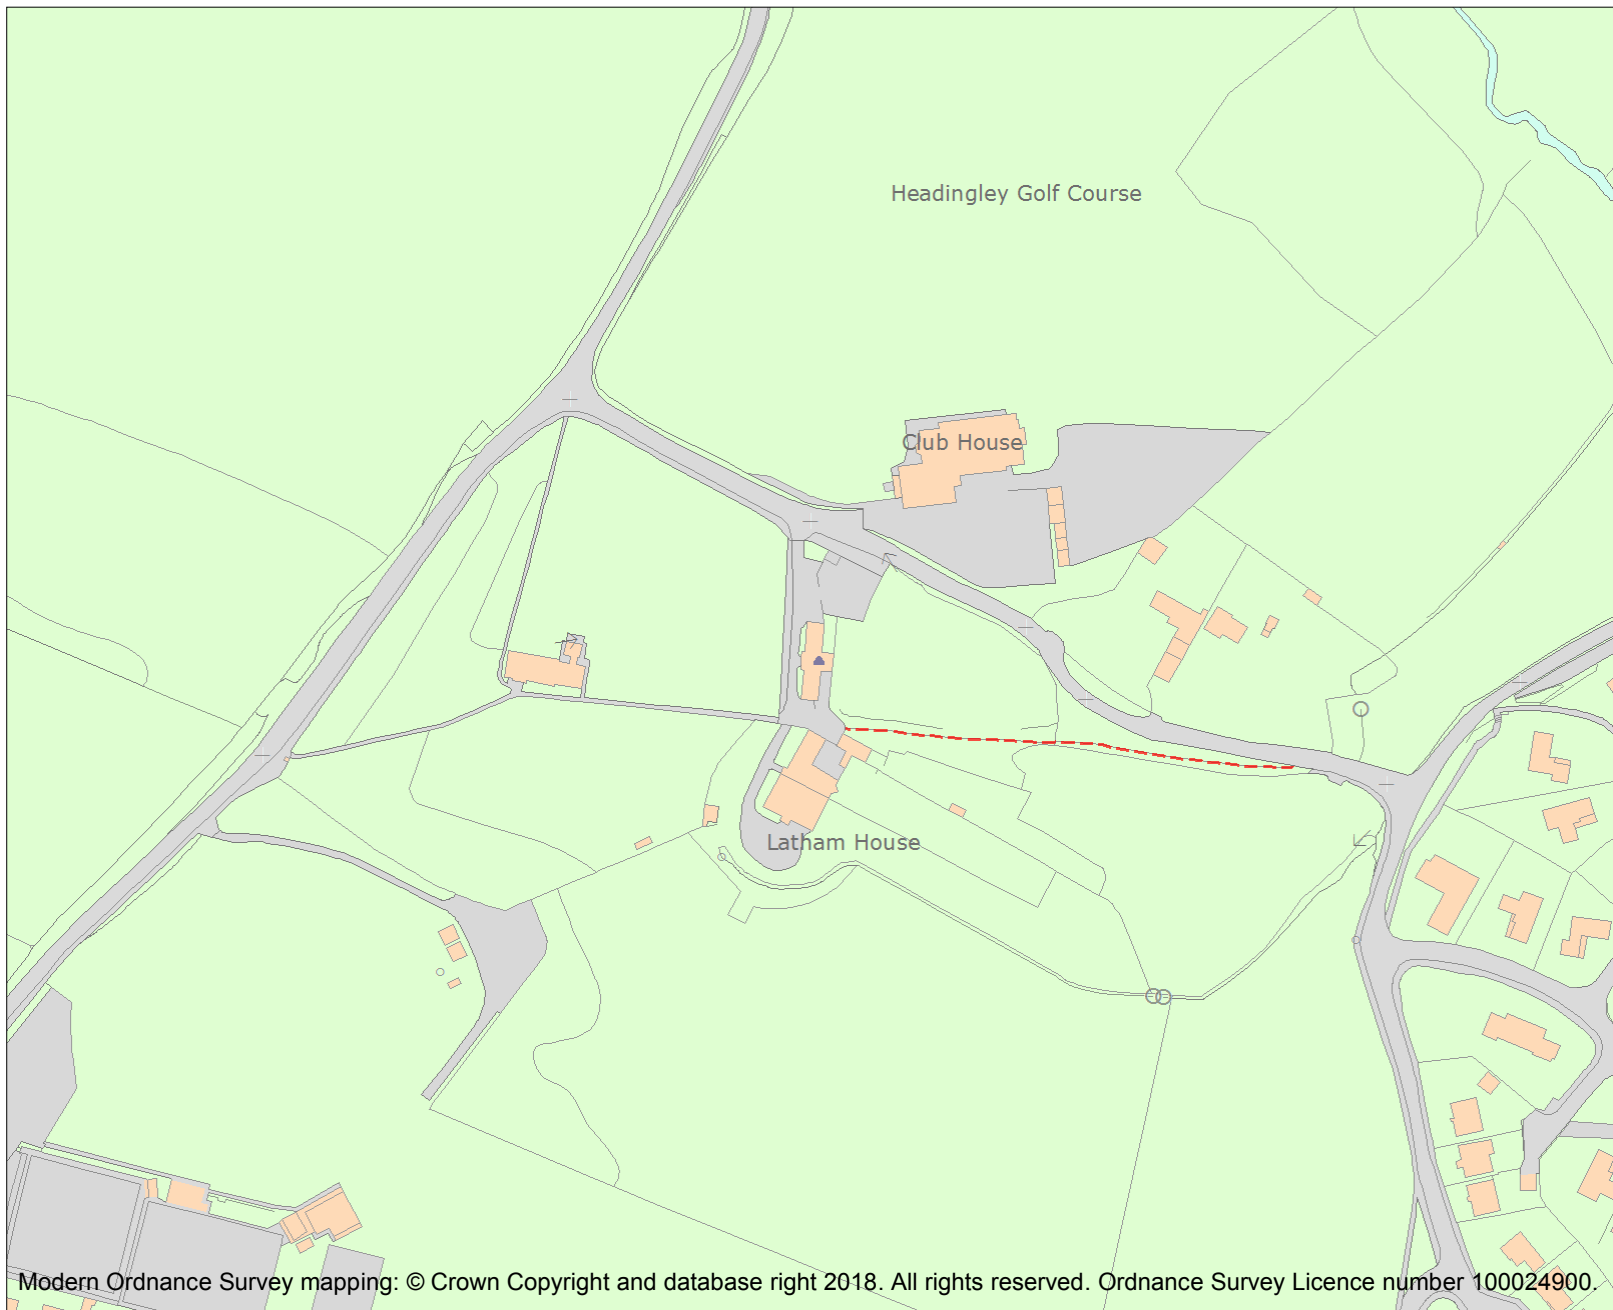 Headingley Golf Course
Club House
Latham House
Modern Ordnance Survey mapping: © Crown Copyright and database right 2018. All rights reserved. Ordnance Survey Licence number 100024900.